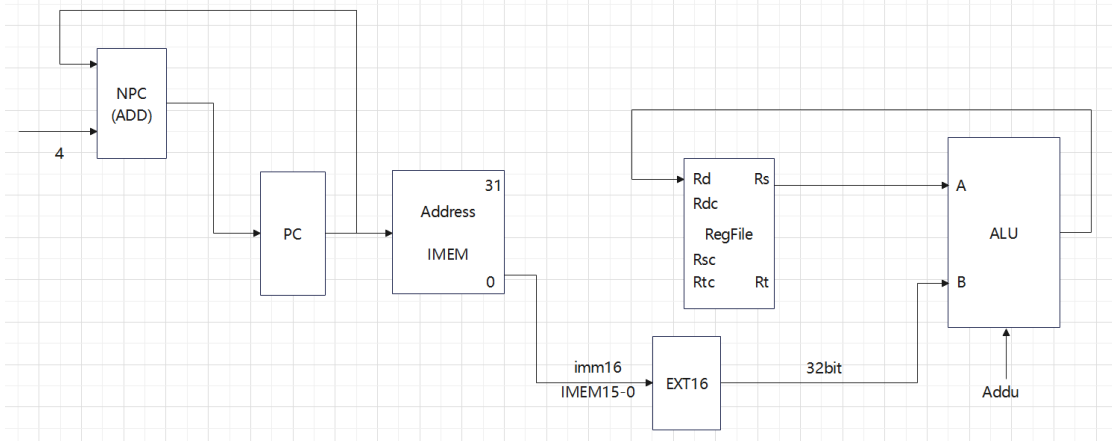 NPC
(ADD)
4
PC
31
Address
IMEM
0
imm16
IMEM15-0
EXT16
32bit
Rd Rs
Rdc
RegFile
Rsc
Rtc Rt
A
ALU
B
Addu